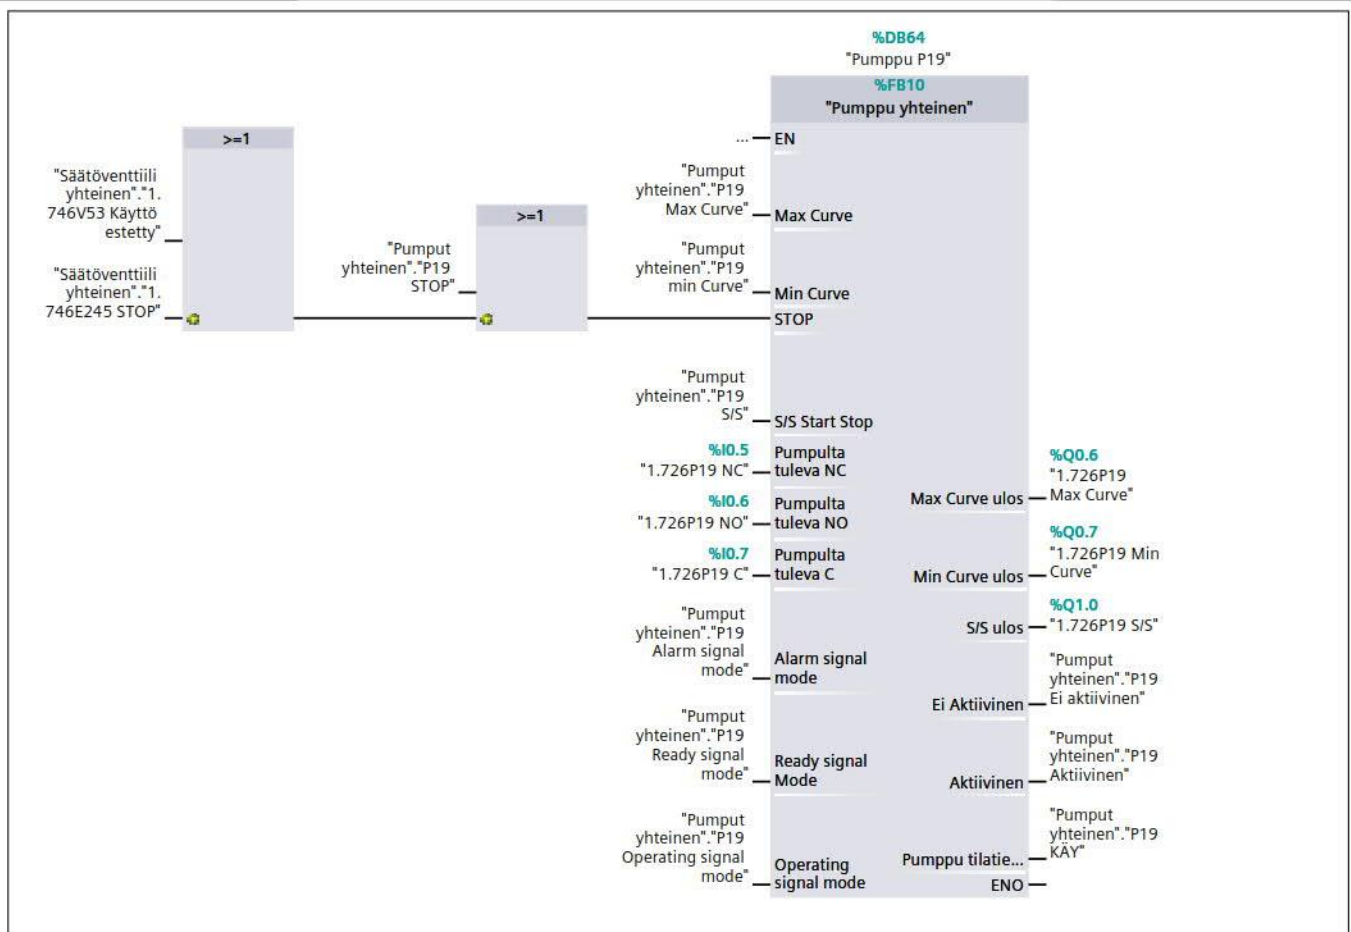 %DB64
"Pumppu P19"
%FB10
"Pumppu yhteinen"
>=1
"Säätöventtiili
yhteinen"."1.
746V53 Käyttö
estetty"
"Säätöventtiili
yhteinen"."1.
746E245 STOP"
>=1
"Pumput
yhteinen"."P19
STOP"
... EN
"Pumput
yhteinen"."P19
Max Curve"
Max Curve
"Pumput
yhteinen"."P19
min Curve"
Min Curve
STOP
"Pumput
yhteinen"."P19
S/S"
S/S Start Stop
%I0.5
"1.726P19 NC"
Pumpulta
tuleva NC
%I0.6
"1.726P19 NO"
Pumpulta
tuleva NO
%I0.7
"1.726P19 C"
Pumpulta
tuleva C
"Pumput
yhteinen"."P19
Alarm signal
mode"
Alarm signal
mode
"Pumput
yhteinen"."P19
Ready signal
mode"
Ready signal
Mode
"Pumput
yhteinen"."P19
Operating signal
mode"
Operating
signal mode
Max Curve ulos
%Q0.6
"1.726P19
Max Curve"
Min Curve ulos
%Q0.7
"1.726P19 Min
Curve"
S/S ulos
%Q1.0
"1.726P19 S/S"
Ei Aktiivinen
"Pumput
yhteinen"."P19
Ei aktiivinen"
Aktiivinen
"Pumput
yhteinen"."P19
Aktiivinen"
Pumppu tilatie...
"Pumput
yhteinen"."P19
KÄY"
ENO